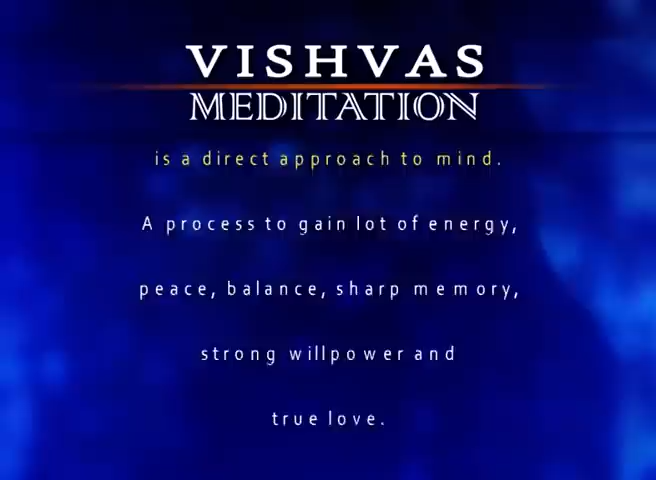 VISHVAS
MEDITATION
is a direct approach to mind.
A process to gain lot of energy,
peace, balance, sharp memory,
strong willpower and
true love.